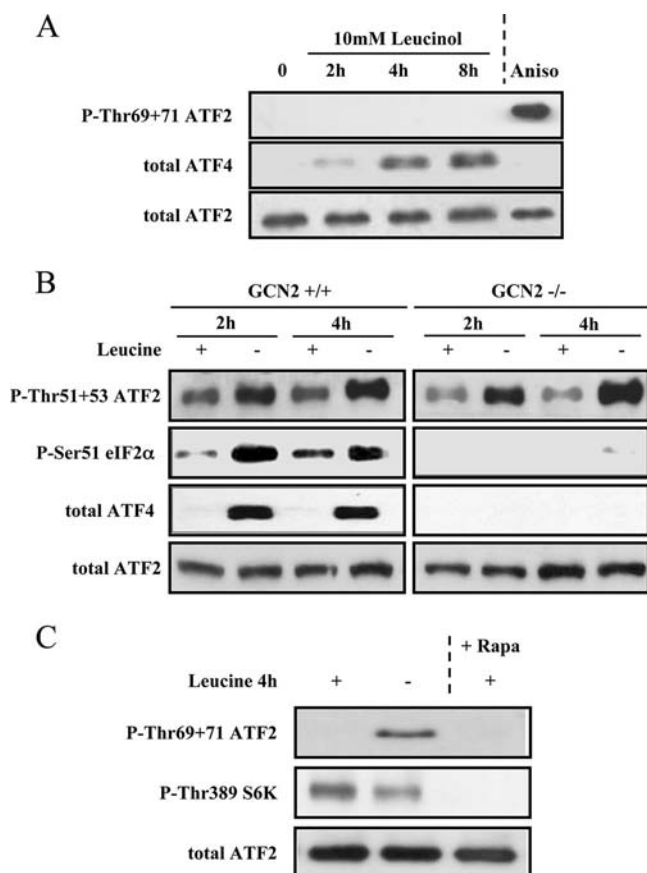 A
10mM Leucinol
0 2h 4h 8h Aniso
P-Thr69+71 ATF2
total ATF4
total ATF2
B
GCN2 +/+ GCN2 -/-
2h 4h 2h 4h
Leucine + - + - + - + -
P-Thr51+53 ATF2
P-Ser51 eIF2α
total ATF4
total ATF2
C
+ Rapa
Leucine 4h + - +
P-Thr69+71 ATF2
P-Thr389 S6K
total ATF2